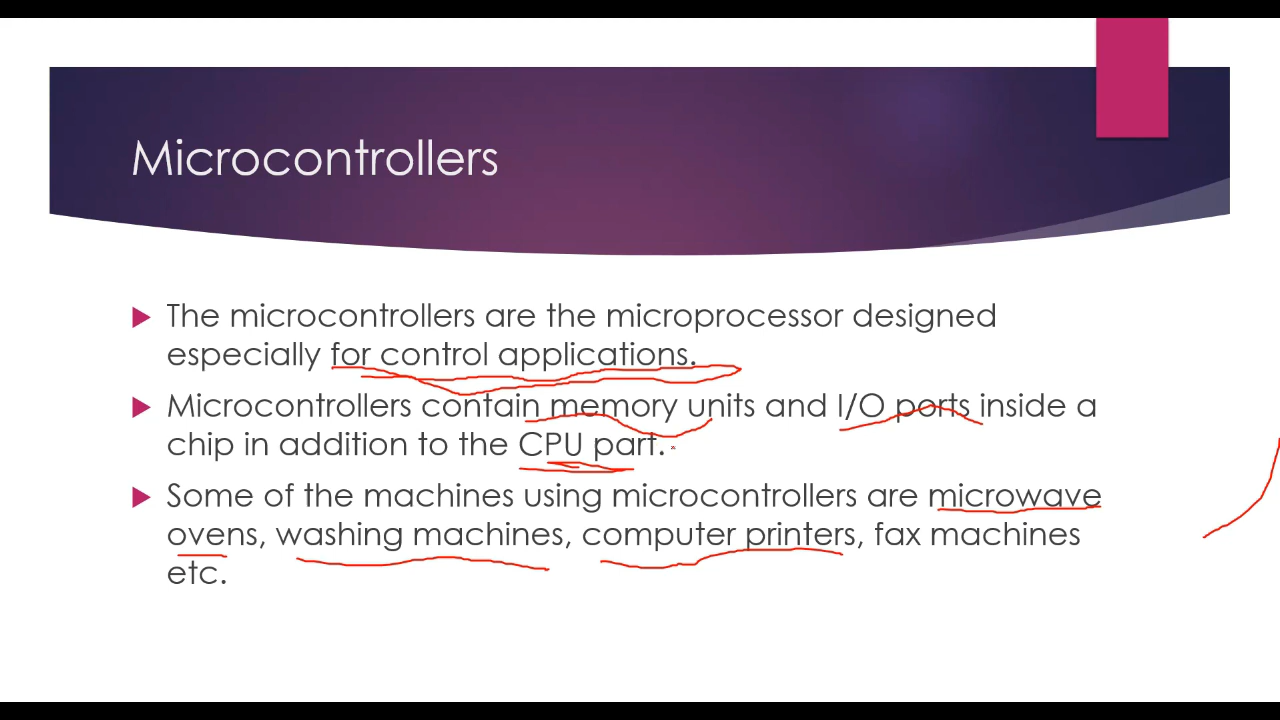 Microcontrollers
The microcontrollers are the microprocessor designed
especially for control applications.
Microcontrollers contain memory units and I/O ports inside a
chip in addition to the CPU part.
Some of the machines using microcontrollers are microwave
ovens, washing machines, computer printers, fax machines
etc.